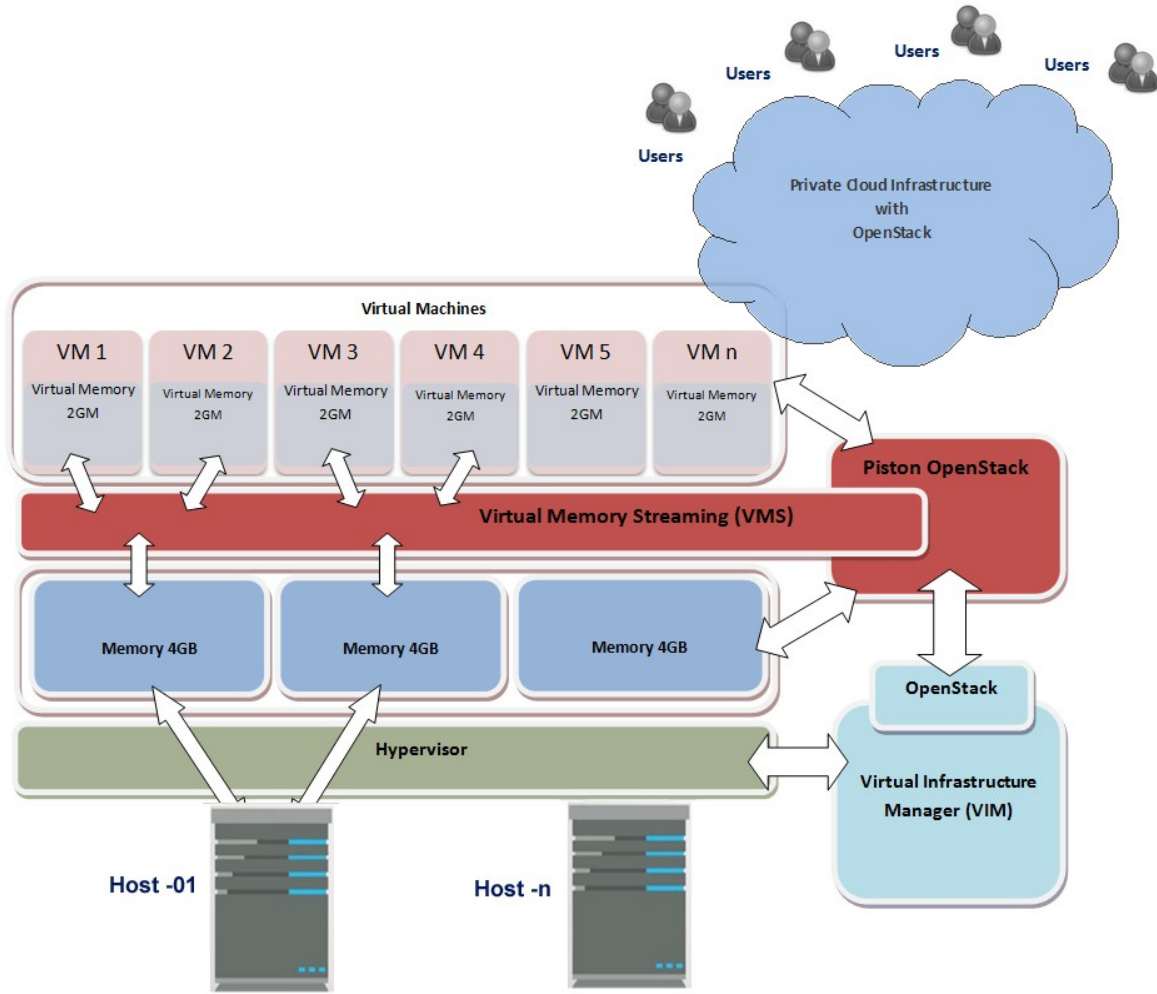 Users
Users
Users
Users
Private Cloud Infrastructure
with
OpenStack
Virtual Machines
VM 1
Virtual Memory
2GM
VM 2
Virtual Memory
2GM
VM 3
Virtual Memory
2GM
VM 4
Virtual Memory
2GM
VM 5
Virtual Memory
2GM
VM n
Virtual Memory
2GM
Piston OpenStack
Virtual Memory Streaming (VMS)
Memory 4GB
Memory 4GB
Memory 4GB
OpenStack
Hypervisor
Virtual Infrastructure
Manager (VIM)
Host -01
Host -n